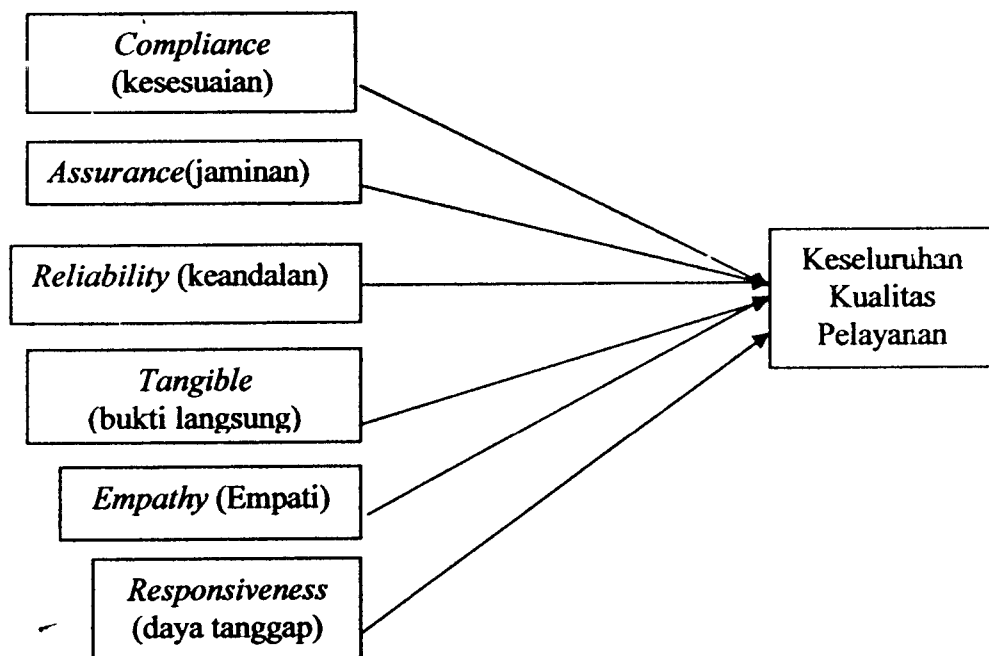 Compliance
(kesesuaian)
Assurance(jaminan)
Reliability (keandalan)
Tangible
(bukti langsung)
Empathy (Empati)
Responsiveness
(daya tanggap)
Keseluruhan
Kualitas
Pelayanan